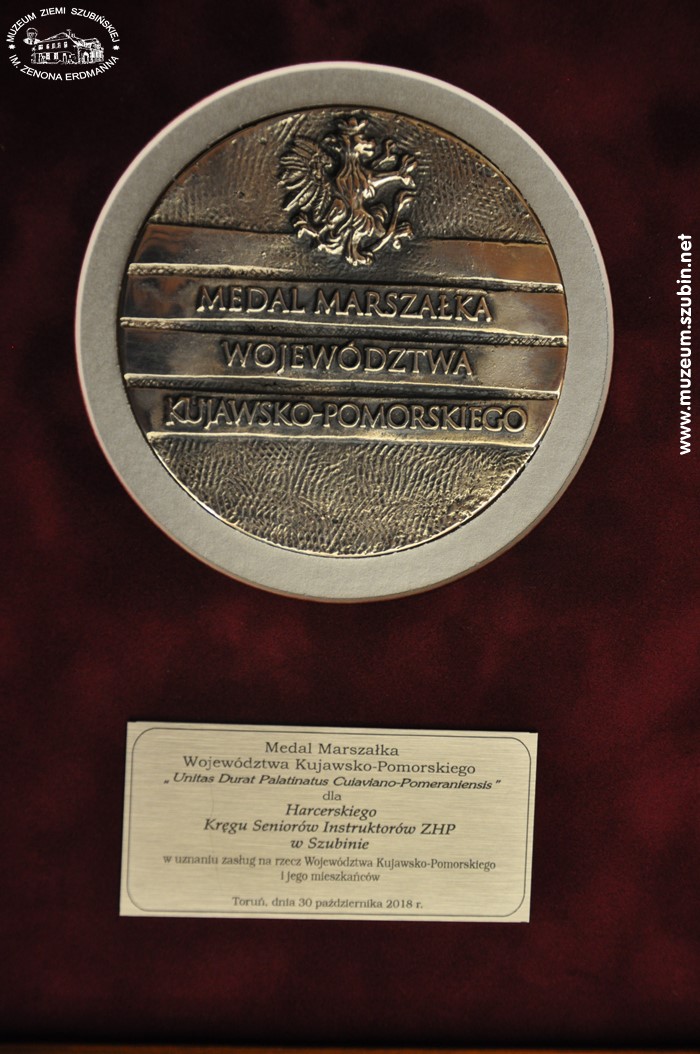 MUZEUM ZIEMI SZUBIŃSKIEJ
IM. ZENONA ERDMANNA
www.muzeum.szubin.net
MEDAL MARSZAŁKA
WOJEWÓDZTWA
KUJAWSKO-POMORSKIEGO
Medal Marszałka
Województwa Kujawsko-Pomorskiego
„Unitas Durat Palatinatus Cuiaviano-Pomeraniensis”
dla
Harcerskiego
Kręgu Seniorów Instruktorów ZHP
w Szubinie
w uznaniu zasług na rzecz Województwa Kujawsko-Pomorskiego
i jego mieszkańców
Toruń, dnia 30 października 2018 r.